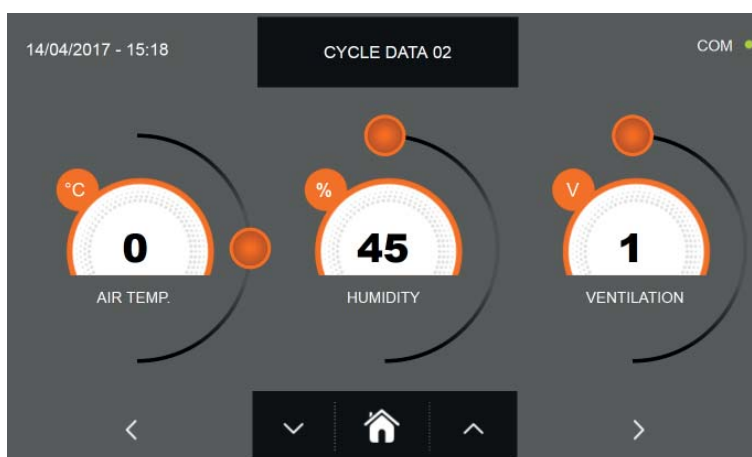 14/04/2017 - 15:18
CYCLE DATA 02
COM
°C
%
V
0
45
1
AIR TEMP.
HUMIDITY
VENTILATION